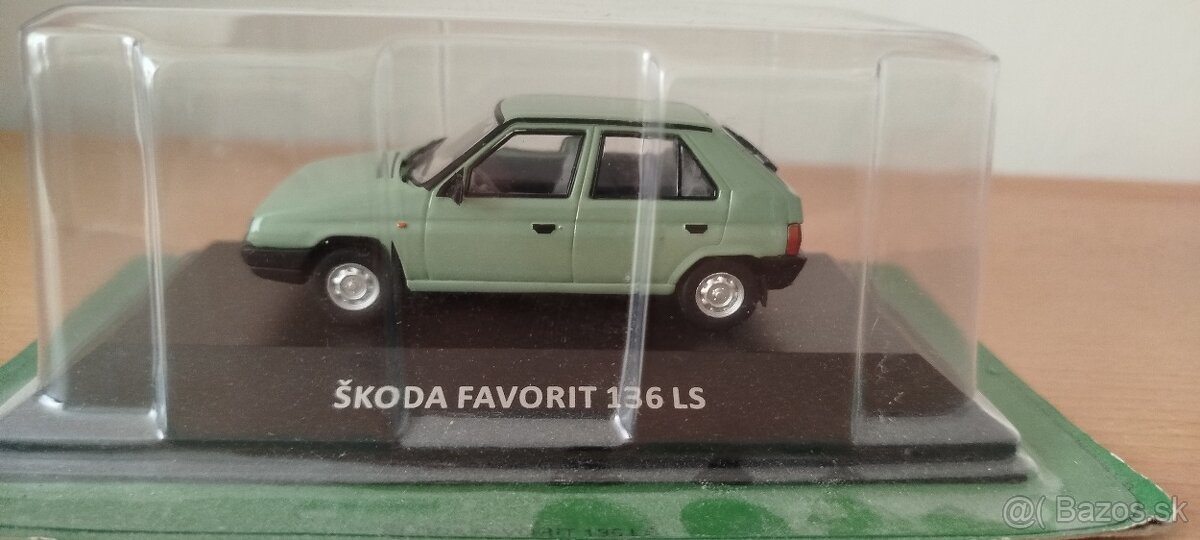 ŠKODA FAVORIT 136 LS
@( Bazos.sk